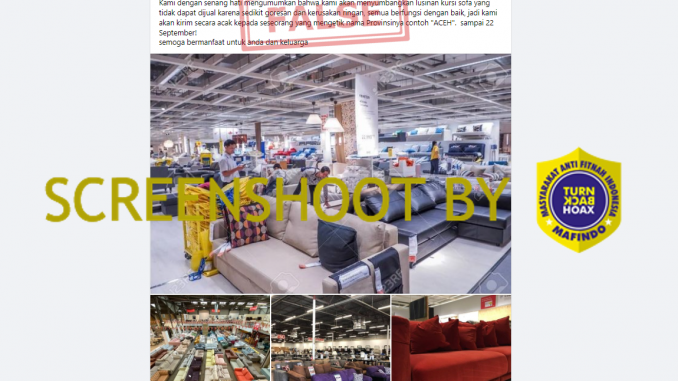 Kami dengan senang hati mengumumkan bahwa kami akan menyumbangkan lusinan kursi sofa yang
tidak dapat dijual karena sedikit goresan dan kerusakan ringan, semua berfungsi dengan baik, jadi kami
akan kirim secara acak kepada seseorang yang mengetik nama Provinsinya contoh "ACEH". sampai 22
September!
semoga bermanfaat untuk anda dan keluarga
FALSE
SCREENSHOOT BY
MASYARAKAT ANTI FITNAH INDONESIA
TURN
BACK
HOAX
MAFINDO